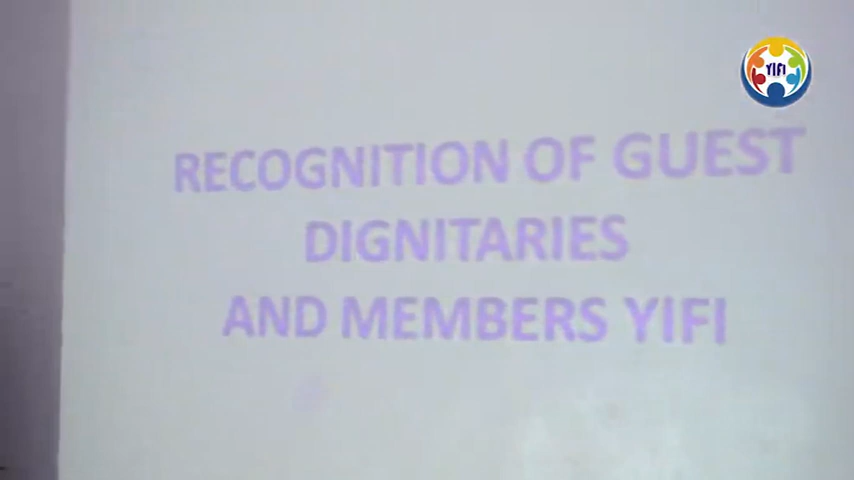 YIFI
RECOGNITION OF GUEST
DIGNITARIES
AND MEMBERS YIFI